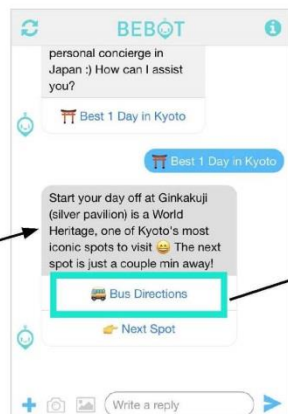 BEBOT
personal concierge in
Japan :) How can I assist
you?
⛩ Best 1 Day in Kyoto
⛩ Best 1 Day in Kyoto
Start your day off at Ginkakuji
(silver pavilion) is a World
Heritage, one of Kyoto's most
iconic spots to visit 😄 The next
spot is just a couple min away!
🚌 Bus Directions
👉 Next Spot
Write a reply